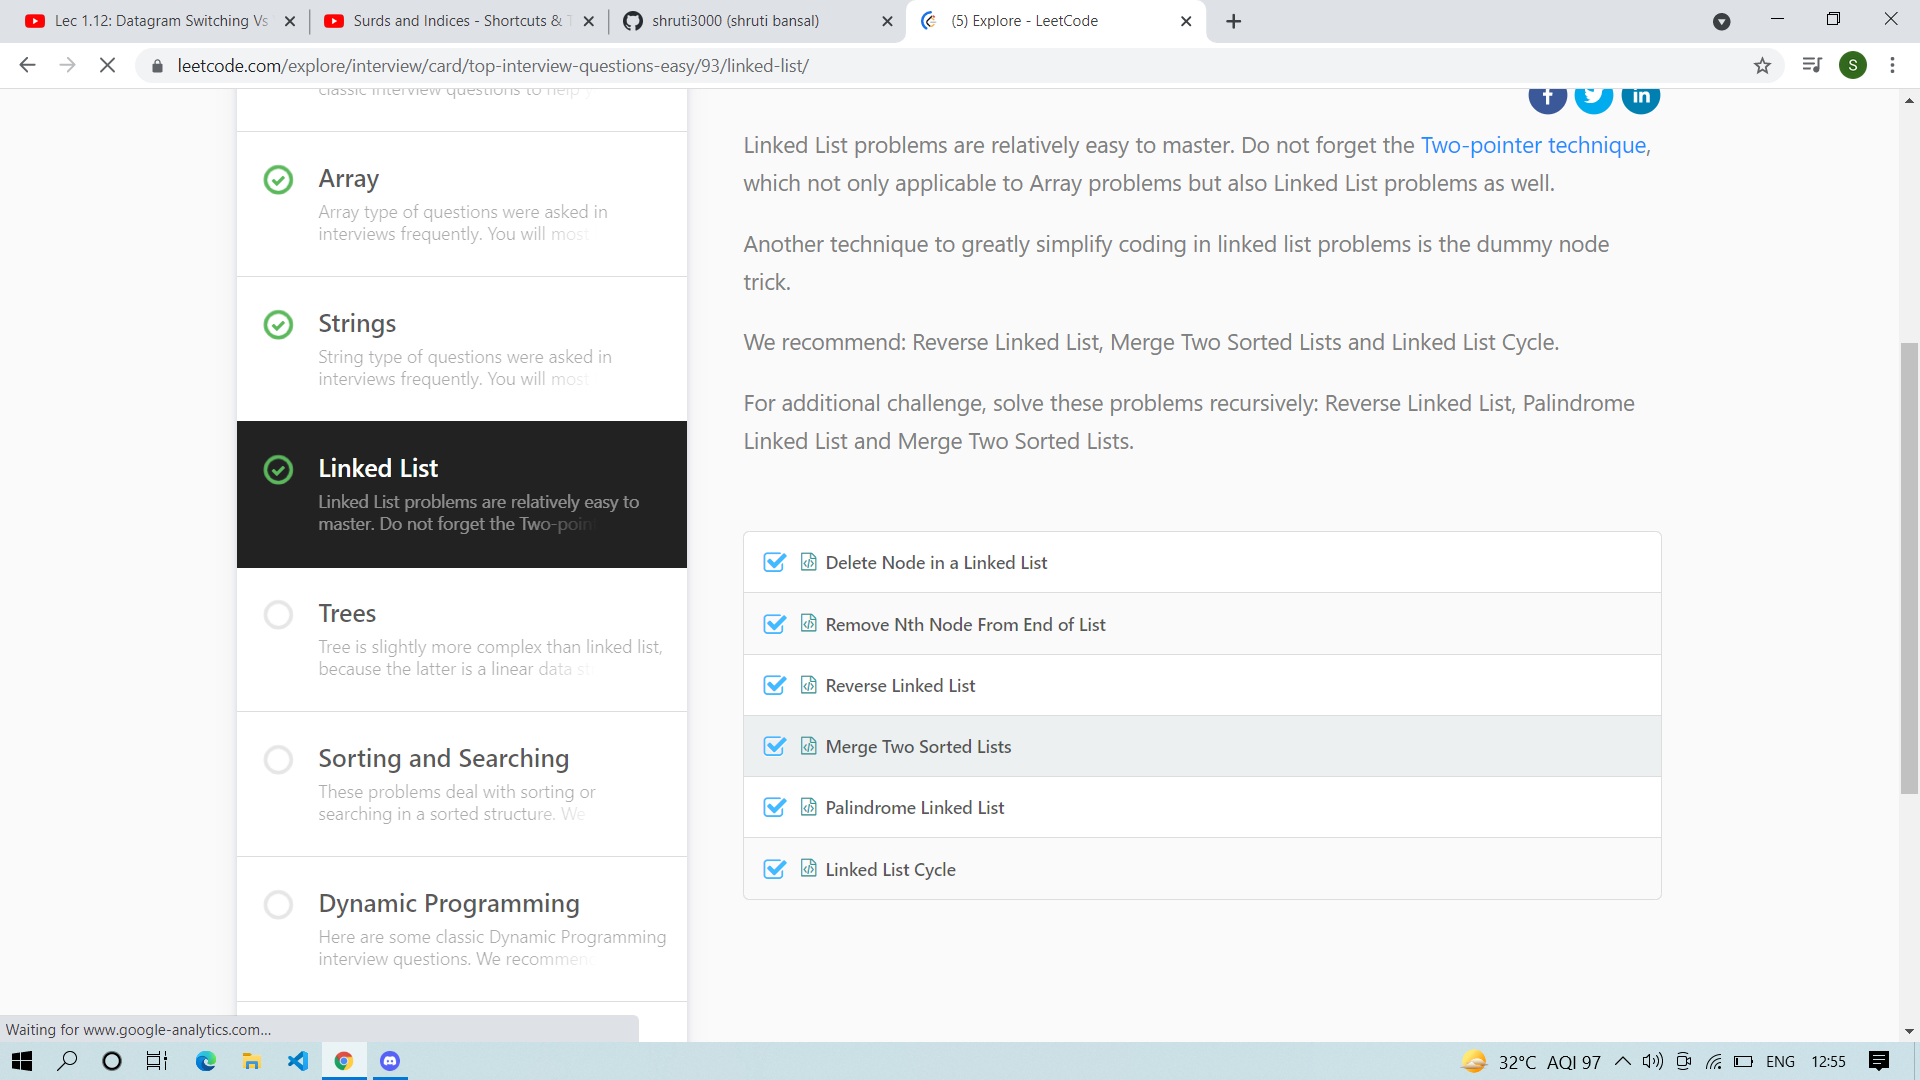 Lec 1.12: Datagram Switching Vs
Surds and Indices - Shortcuts &
shruti3000 (shruti bansal)
(5) Explore - LeetCode
leetcode.com/explore/interview/card/top-interview-questions-easy/93/linked-list/
S
classic interview questions to help
Array
Array type of questions were asked in
interviews frequently. You will most
Strings
String type of questions were asked in
interviews frequently. You will most
Linked List
Linked List problems are relatively easy to
master. Do not forget the Two-poin
Trees
Tree is slightly more complex than linked list,
because the latter is a linear data st
Sorting and Searching
These problems deal with sorting or
searching in a sorted structure. We
Dynamic Programming
Here are some classic Dynamic Programming
interview questions. We recommen
Linked List problems are relatively easy to master. Do not forget the Two-pointer technique,
which not only applicable to Array problems but also Linked List problems as well.
Another technique to greatly simplify coding in linked list problems is the dummy node
trick.
We recommend: Reverse Linked List, Merge Two Sorted Lists and Linked List Cycle.
For additional challenge, solve these problems recursively: Reverse Linked List, Palindrome
Linked List and Merge Two Sorted Lists.
Delete Node in a Linked List
Remove Nth Node From End of List
Reverse Linked List
Merge Two Sorted Lists
Palindrome Linked List
Linked List Cycle
Waiting for www.google-analytics.com...
32°C AQI 97 ENG 12:55